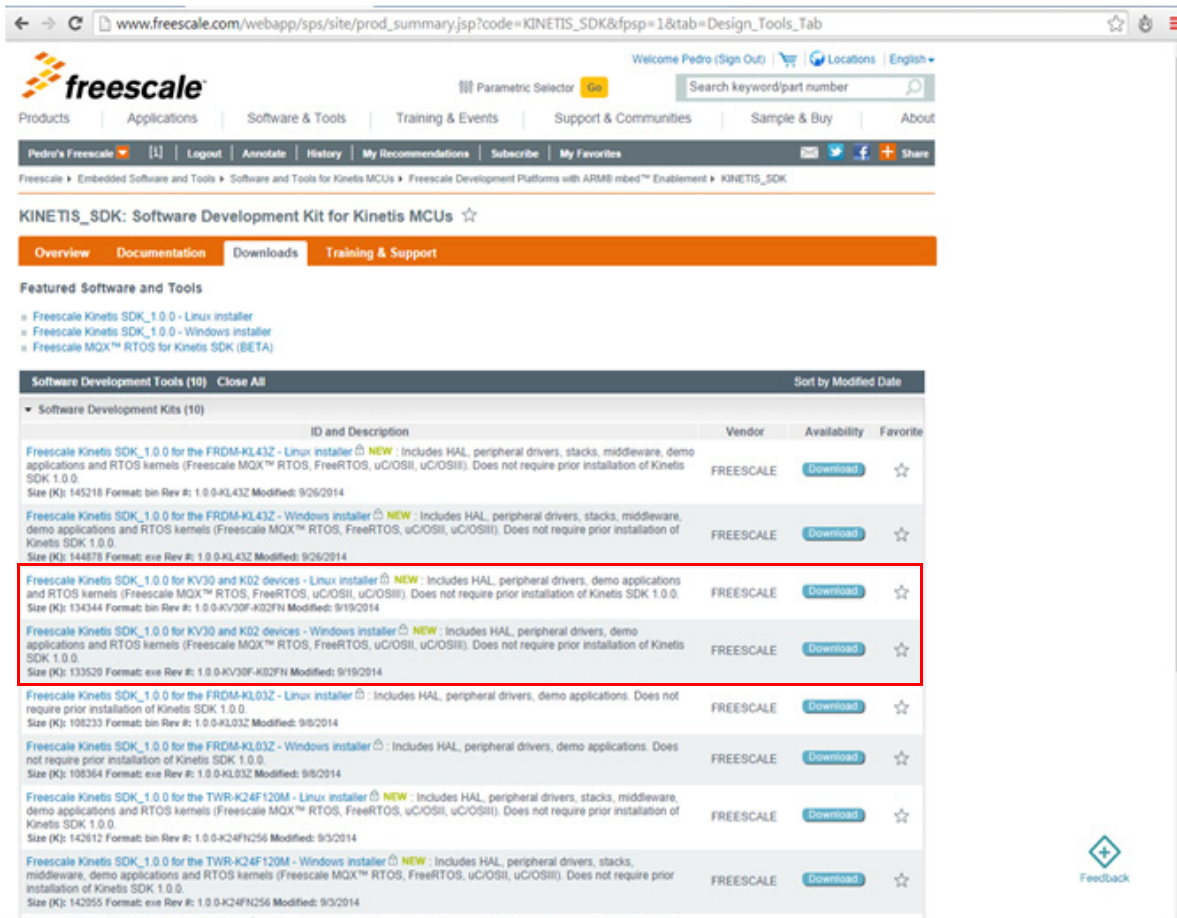 www.freescale.com/webapp/sps/site/prod_summary.jsp?code=KINETIS_SDK&fpsp=1&tab=Design_Tools_Tab
Welcome Pedro (Sign Out) Locations English
freescale
Parametric Selector Go Search keyword/part number
Products Applications Software & Tools Training & Events Support & Communities Sample & Buy About
Pedro's Freescale [1] Logout Annotate History My Recommendations Subscribe My Favorites Share
Freescale Embedded Software and Tools Software and Tools for Kinetis MCUs Freescale Development Platforms with ARM® mbed™ Enablement KINETIS_SDK
KINETIS_SDK: Software Development Kit for Kinetis MCUs
Overview Documentation Downloads Training & Support
Featured Software and Tools
Freescale Kinetis SDK_1.0.0 - Linux installer
Freescale Kinetis SDK_1.0.0 - Windows installer
Freescale MQX™ RTOS for Kinetis SDK (BETA)
Software Development Tools (10) Close All Sort by Modified Date
Software Development Kits (10)
ID and Description Vendor Availability Favorite
Freescale Kinetis SDK_1.0.0 for the FRDM-KL43Z - Linux installer NEW : Includes HAL, peripheral drivers, stacks, middleware, demo
applications and RTOS kernels (Freescale MQX™ RTOS, FreeRTOS, uC/OSII, uC/OSIII). Does not require prior installation of Kinetis
SDK 1.0.0.
FREESCALE Download
Size (K): 145218 Format: bin Rev #: 1.0.0-KL43Z Modified: 9/26/2014
Freescale Kinetis SDK_1.0.0 for the FRDM-KL43Z - Windows installer NEW : Includes HAL, peripheral drivers, stacks, middleware,
demo applications and RTOS kernels (Freescale MQX™ RTOS, FreeRTOS, uC/OSII, uC/OSIII). Does not require prior installation of
Kinetis SDK 1.0.0.
FREESCALE Download
Size (K): 144878 Format: exe Rev #: 1.0.0-KL43Z Modified: 9/26/2014
Freescale Kinetis SDK_1.0.0 for KV30 and K02 devices - Linux installer NEW : Includes HAL, peripheral drivers, demo applications
and RTOS kernels (Freescale MQX™ RTOS, FreeRTOS, uC/OSII, uC/OSIII). Does not require prior installation of Kinetis SDK 1.0.0.
FREESCALE Download
Size (K): 134344 Format: bin Rev #: 1.0.0-KV30F-K02FN Modified: 9/19/2014
Freescale Kinetis SDK_1.0.0 for KV30 and K02 devices - Windows installer NEW : Includes HAL, peripheral drivers, demo
applications and RTOS kernels (Freescale MQX™ RTOS, FreeRTOS, uC/OSII, uC/OSIII). Does not require prior installation of Kinetis
SDK 1.0.0.
FREESCALE Download
Size (K): 133520 Format: exe Rev #: 1.0.0-KV30F-K02FN Modified: 9/19/2014
Freescale Kinetis SDK_1.0.0 for the FRDM-KL03Z - Linux installer : Includes HAL, peripheral drivers, demo applications. Does not
require prior installation of Kinetis SDK 1.0.0.
FREESCALE Download
Size (K): 108233 Format: bin Rev #: 1.0.0-KL03Z Modified: 9/8/2014
Freescale Kinetis SDK_1.0.0 for the FRDM-KL03Z - Windows installer : Includes HAL, peripheral drivers, demo applications. Does
not require prior installation of Kinetis SDK 1.0.0.
FREESCALE Download
Size (K): 108364 Format: exe Rev #: 1.0.0-KL03Z Modified: 9/8/2014
Freescale Kinetis SDK_1.0.0 for the TWR-K24F120M - Linux installer NEW : Includes HAL, peripheral drivers, stacks, middleware,
demo applications and RTOS kernels (Freescale MQX™ RTOS, FreeRTOS, uC/OSII, uC/OSIII). Does not require prior installation of
Kinetis SDK 1.0.0.
FREESCALE Download
Size (K): 142612 Format: bin Rev #: 1.0.0-K24FN256 Modified: 9/3/2014
Freescale Kinetis SDK_1.0.0 for the TWR-K24F120M - Windows installer NEW : Includes HAL, peripheral drivers, stacks,
middleware, demo applications and RTOS kernels (Freescale MQX™ RTOS, FreeRTOS, uC/OSII, uC/OSIII). Does not require prior
installation of Kinetis SDK 1.0.0.
FREESCALE Download
Size (K): 142055 Format: exe Rev #: 1.0.0-K24FN256 Modified: 9/3/2014
Feedback